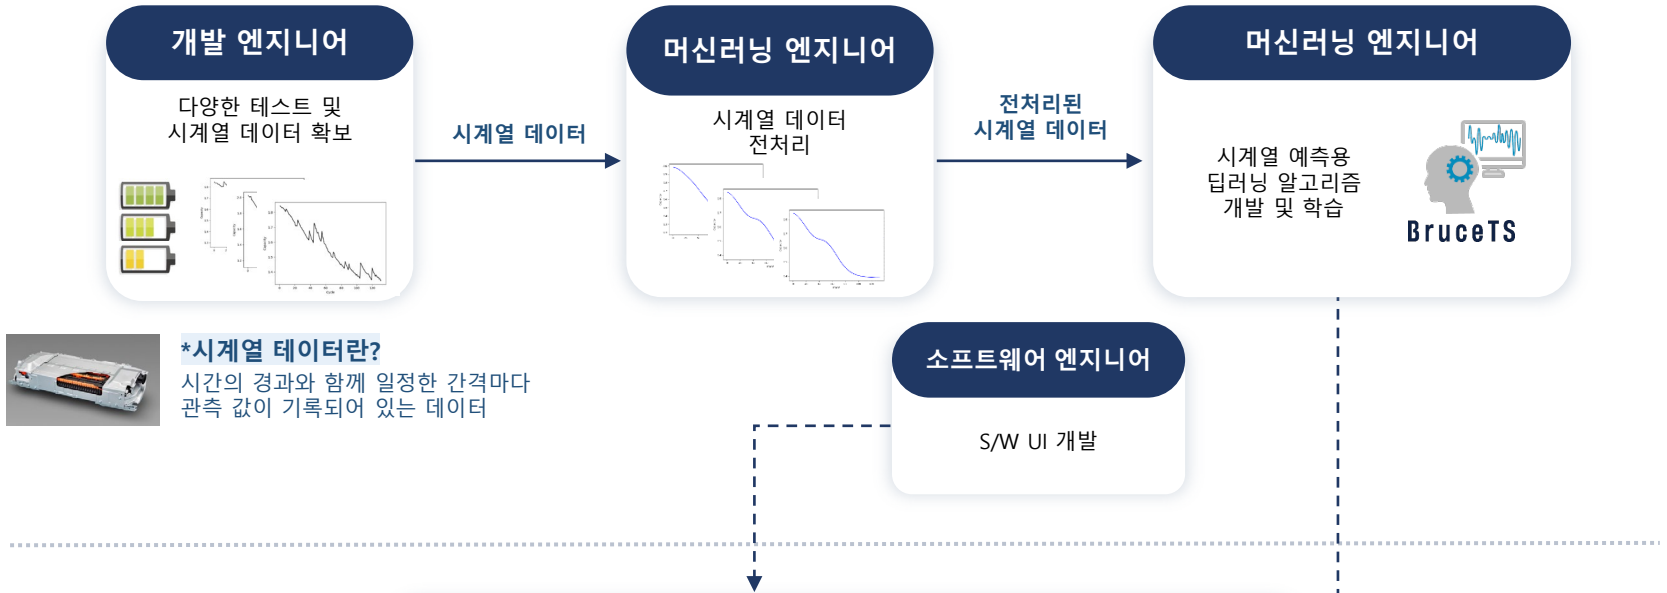 개발 엔지니어
다양한 테스트 및
시계열 데이터 확보
시계열 데이터
머신러닝 엔지니어
시계열 데이터
전처리
전처리된
시계열 데이터
머신러닝 엔지니어
시계열 예측용
딥러닝 알고리즘
개발 및 학습
BruceTS
*시계열 테이터란?
시간의 경과와 함께 일정한 간격마다
관측 값이 기록되어 있는 데이터
소프트웨어 엔지니어
S/W UI 개발